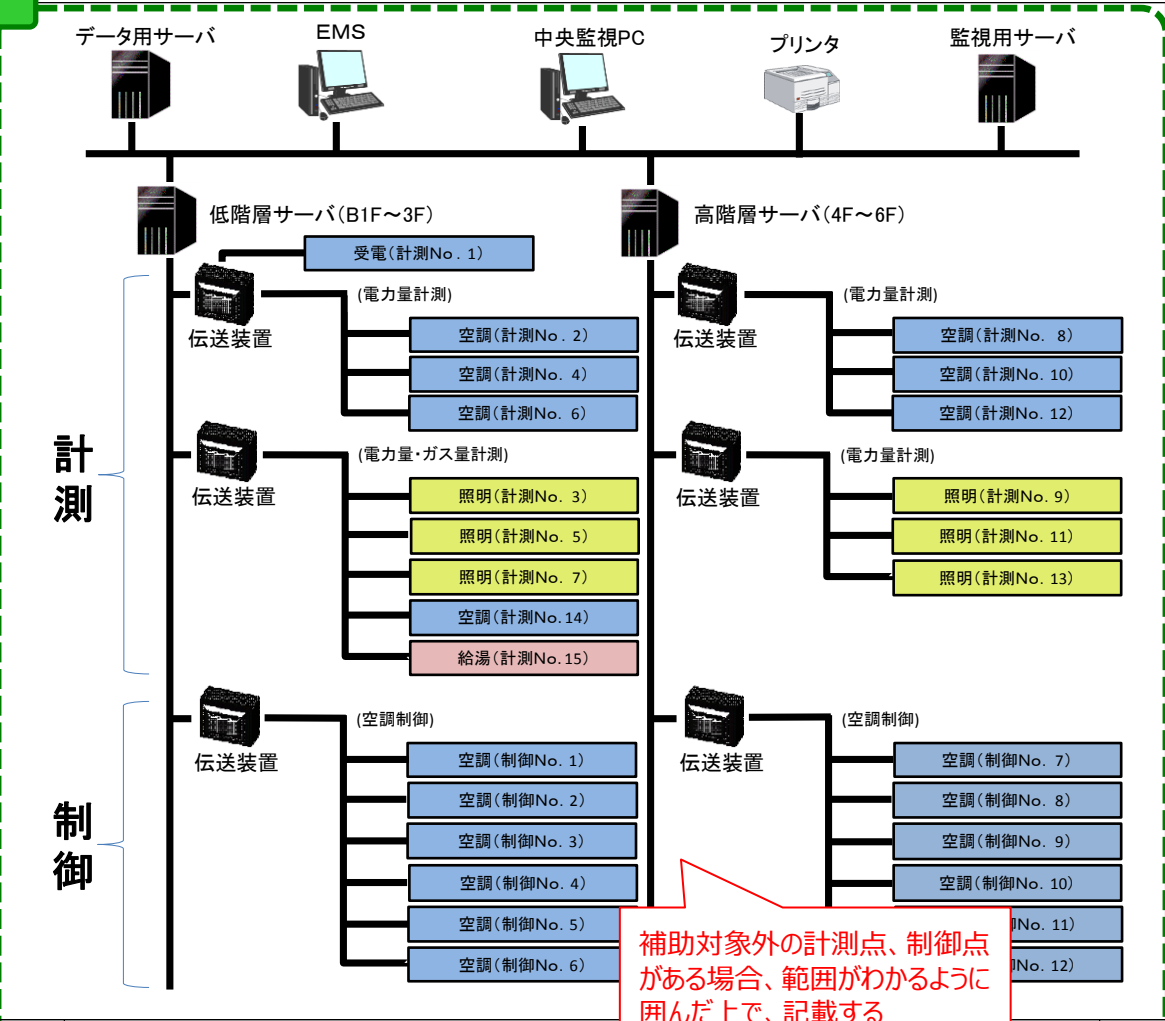 データ用サーバ
EMS
中央監視PC
プリンタ
監視用サーバ
低階層サーバ(B1F～3F)
高階層サーバ(4F～6F)
受電(計測No. 1)
(電力量計測)
伝送装置
空調(計測No. 2)
空調(計測No. 4)
空調(計測No. 6)
(電力量計測)
伝送装置
空調(計測No. 8)
空調(計測No. 10)
空調(計測No. 12)
計測
(電力量・ガス量計測)
伝送装置
照明(計測No. 3)
照明(計測No. 5)
照明(計測No. 7)
空調(計測No.14)
給湯(計測No.15)
(電力量計測)
伝送装置
照明(計測No. 9)
照明(計測No. 11)
照明(計測No. 13)
制御
(空調制御)
伝送装置
空調(制御No. 1)
空調(制御No. 2)
空調(制御No. 3)
空調(制御No. 4)
空調(制御No. 5)
空調(制御No. 6)
(空調制御)
伝送装置
空調(制御No. 7)
空調(制御No. 8)
空調(制御No. 9)
空調(制御No. 10)
No. 11)
No. 12)
補助対象外の計測点、制御点
がある場合、範囲がわかるように
囲んだ上で、記載する